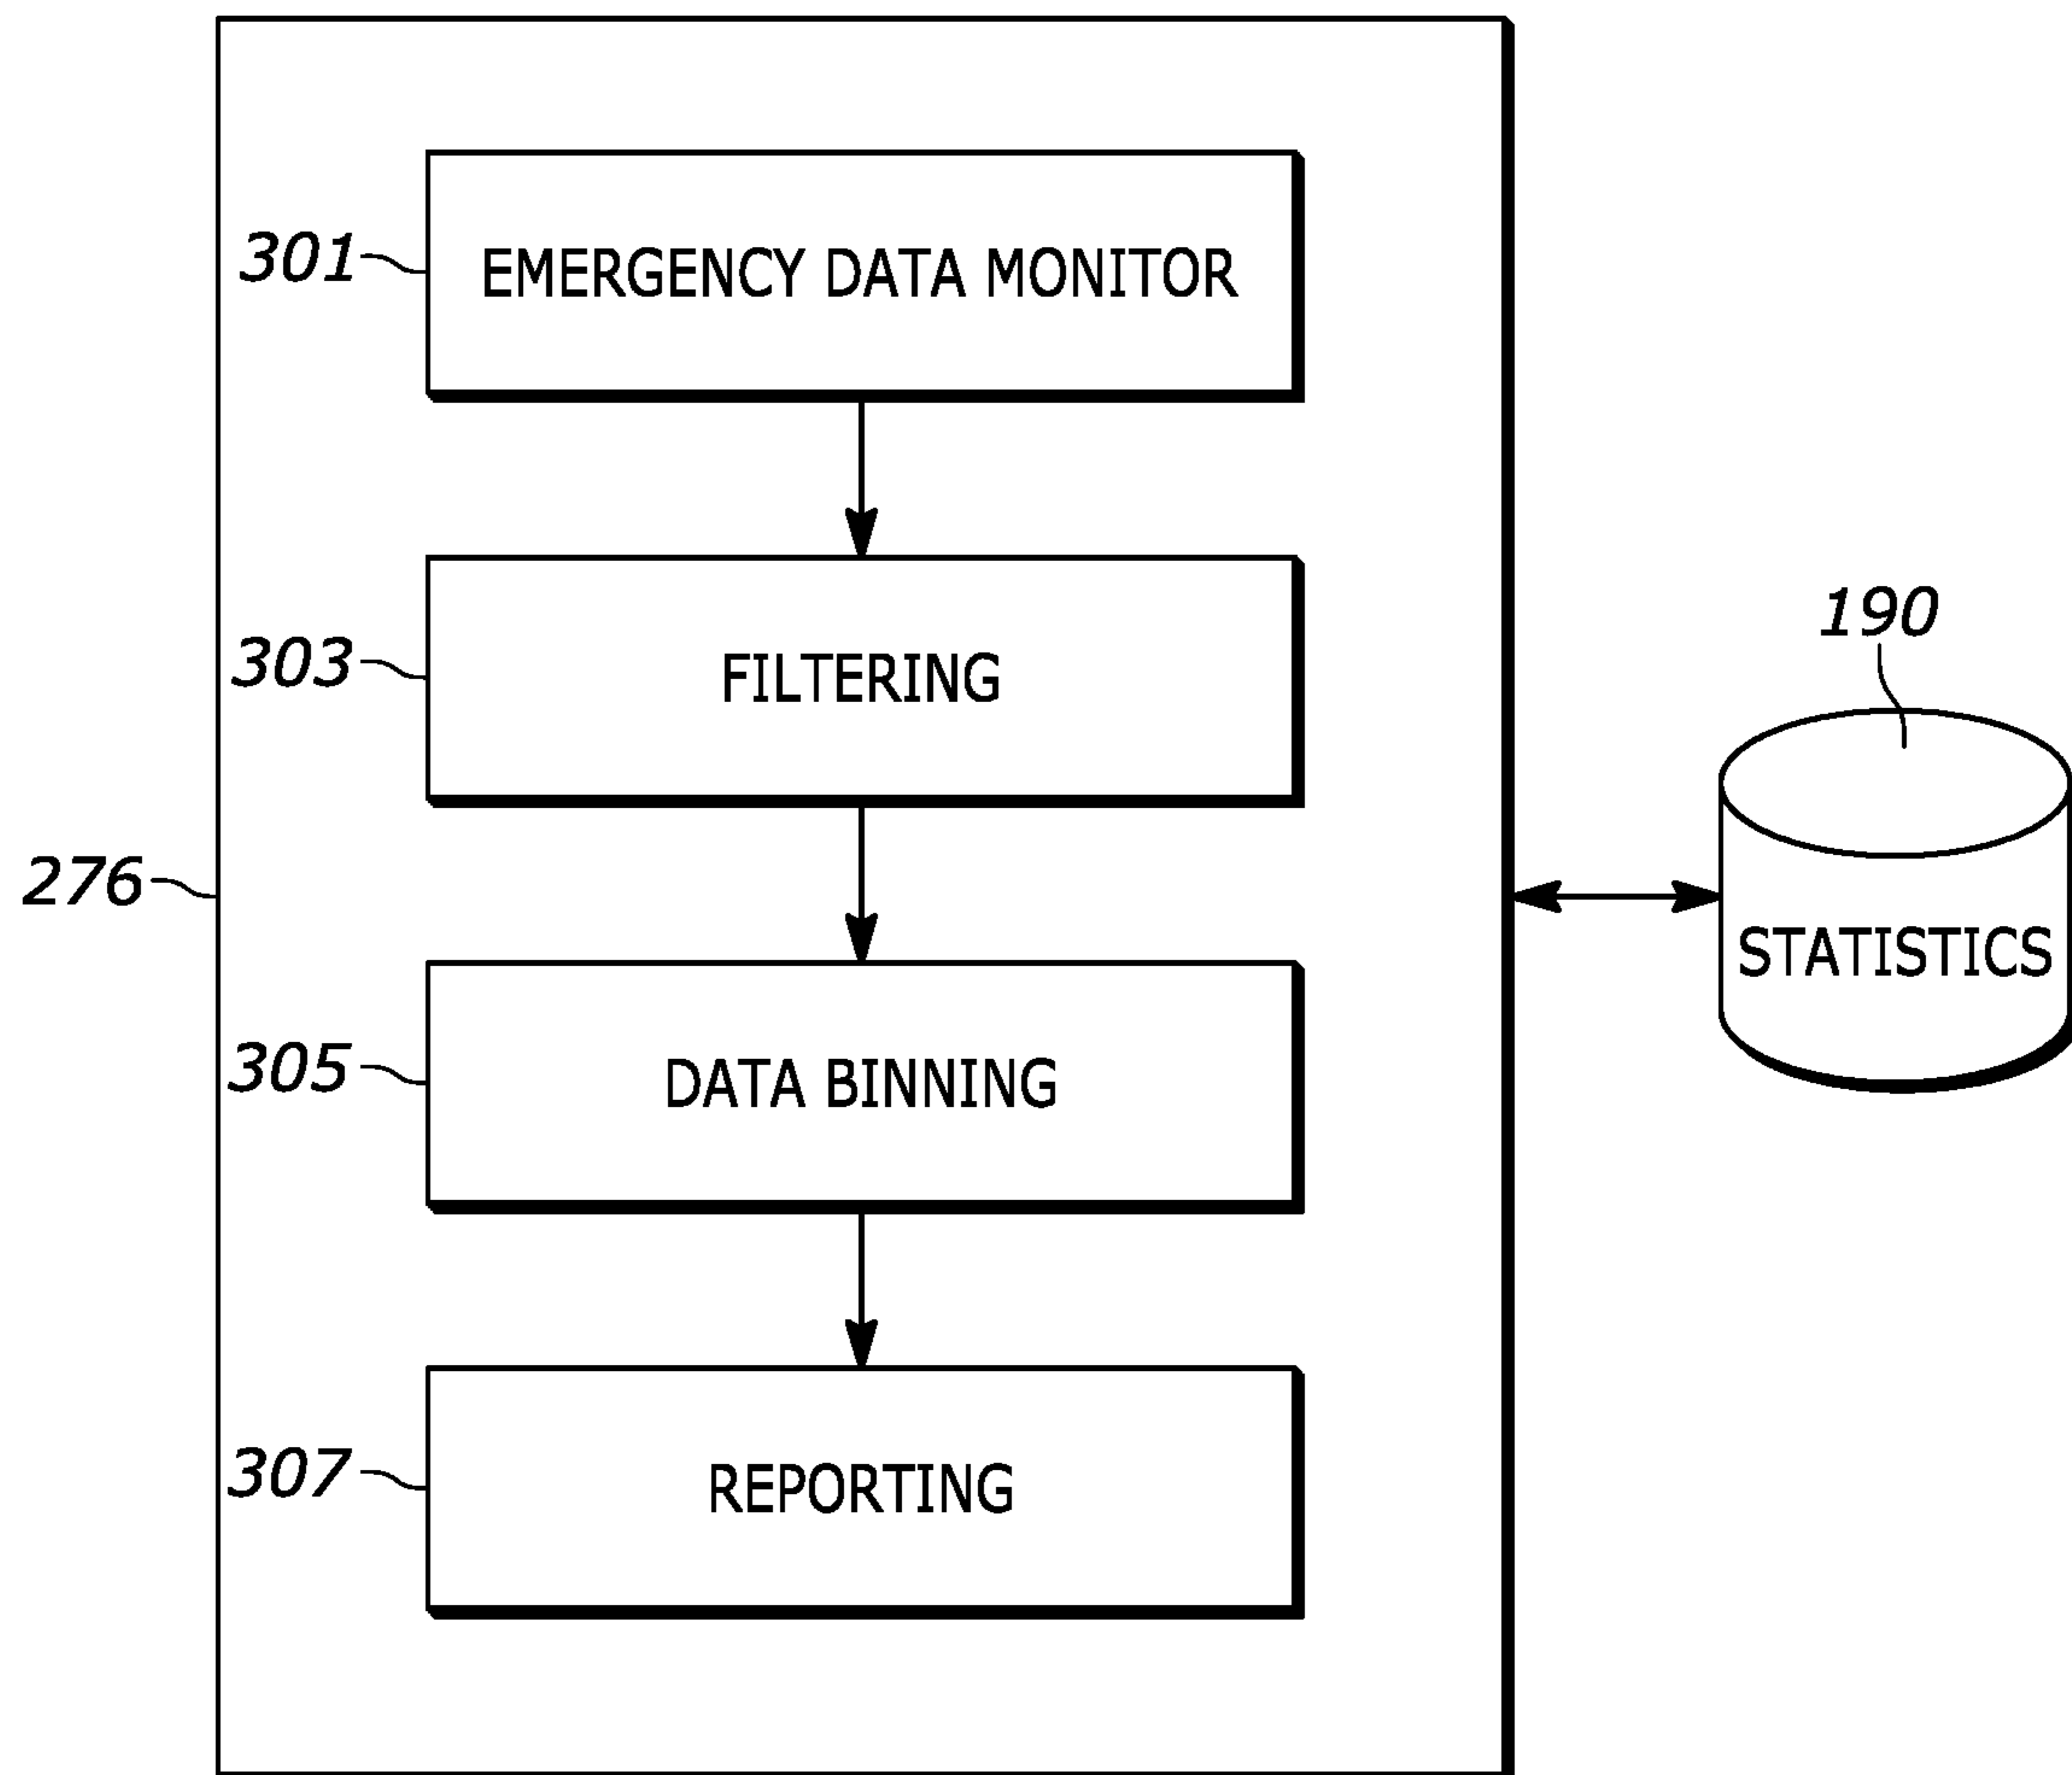 301
EMERGENCY DATA MONITOR
303
FILTERING
190
276
STATISTICS
305
DATA BINNING
307
REPORTING